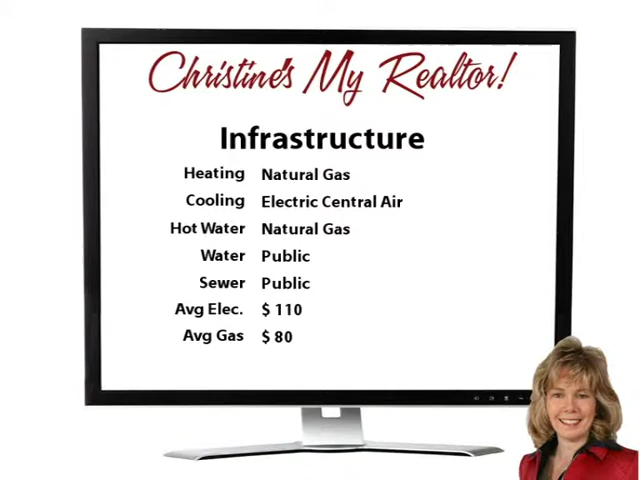 Christine's My Realtor!
Infrastructure
Heating Natural Gas
Cooling Electric Central Air
Hot Water Natural Gas
Water Public
Sewer Public
Avg Elec. $ 110
Avg Gas $ 80